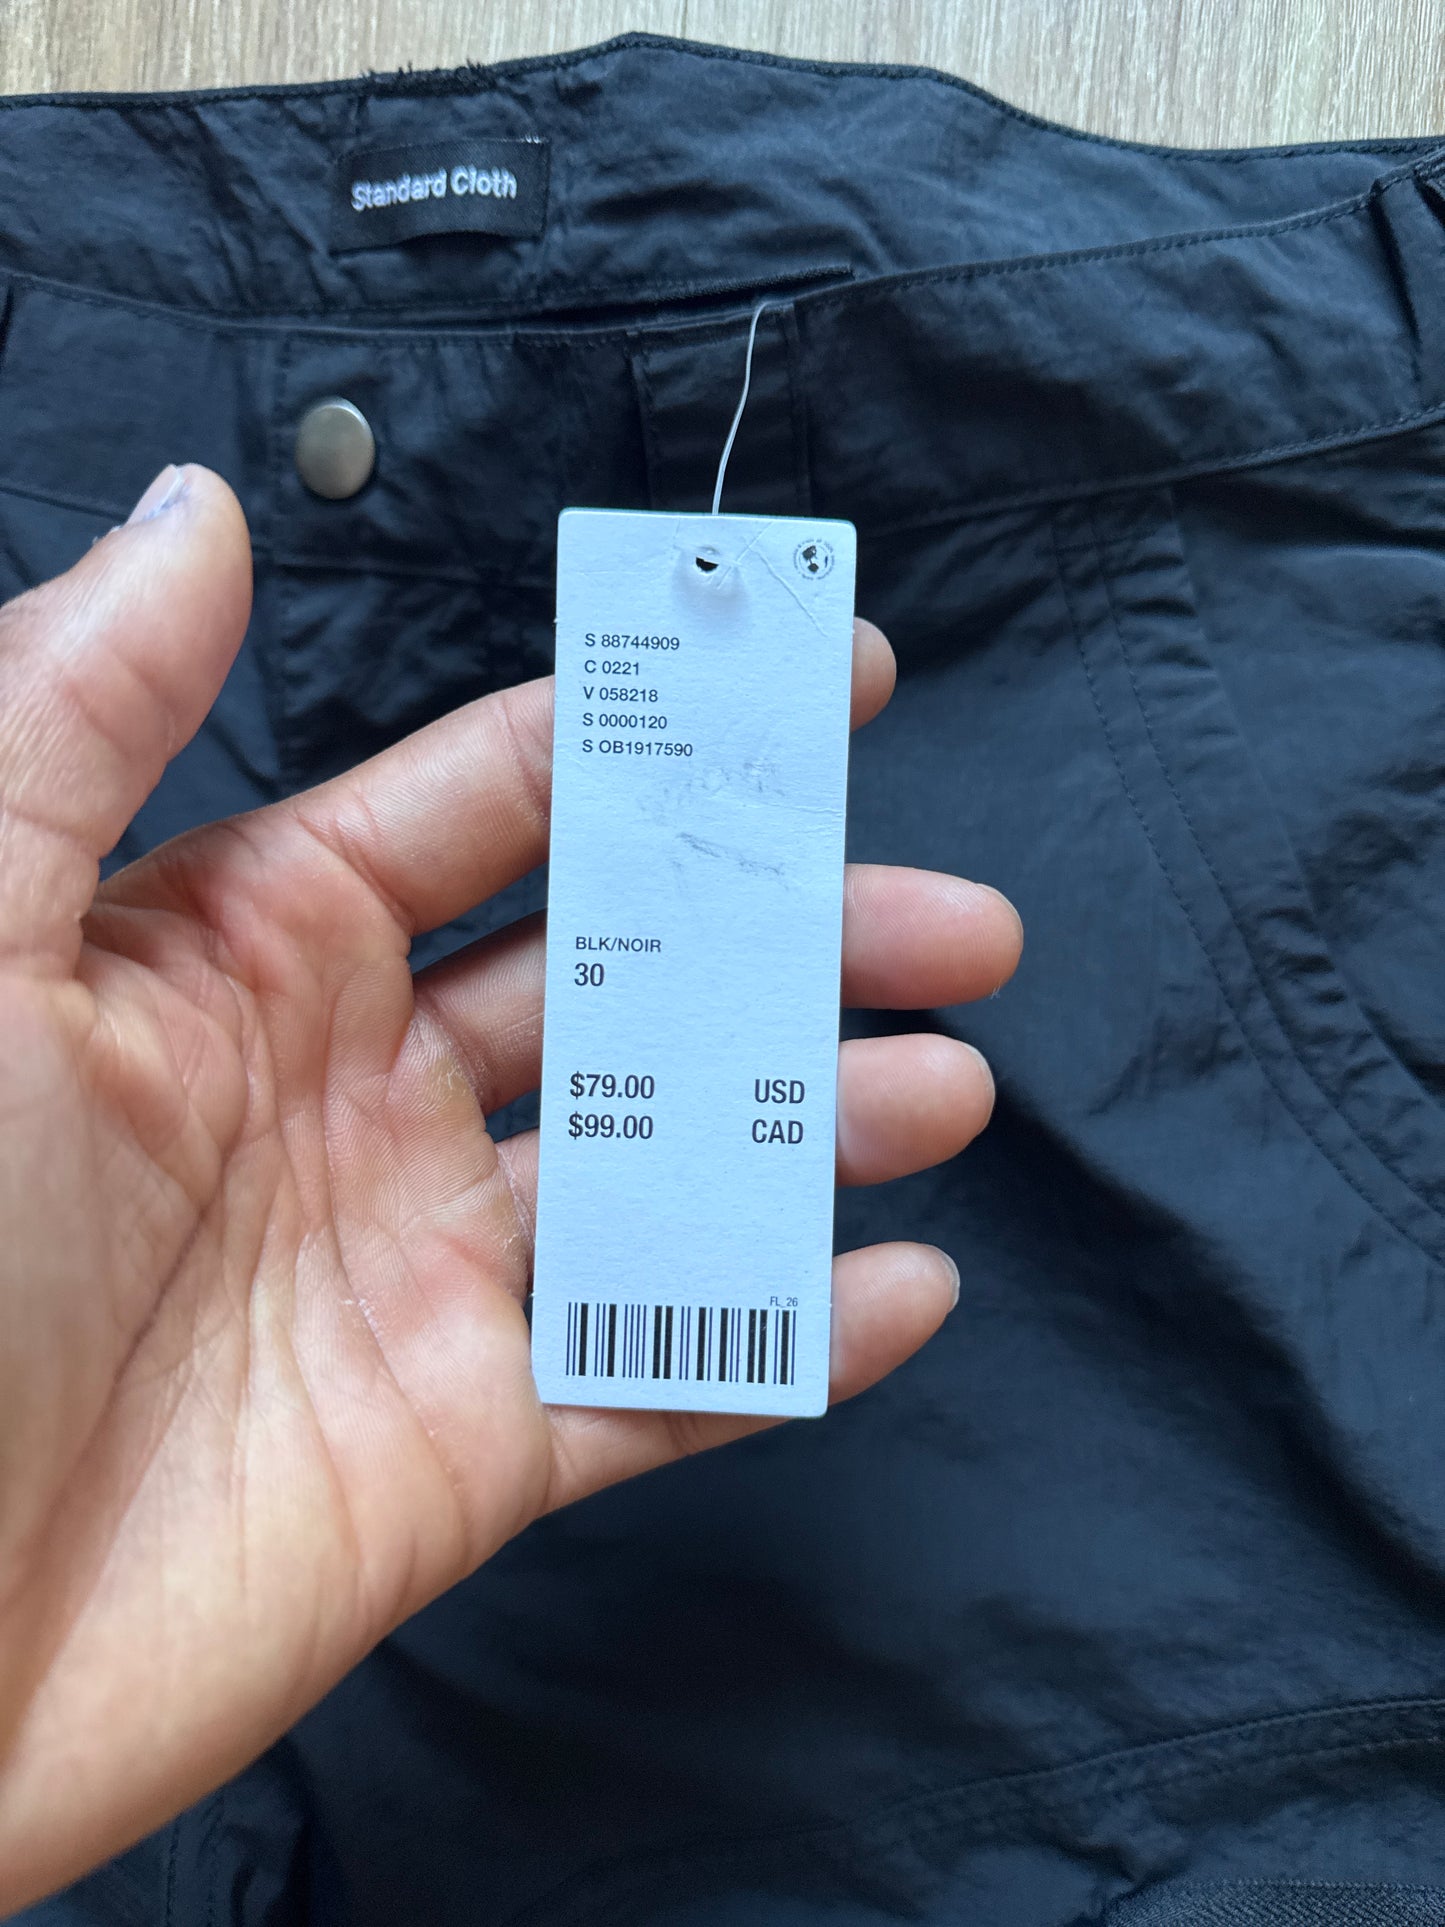 Standard Cloth
S 88744909
C 0221
V 058218
S 0000120
S OB1917590
BLK/NOIR
30
$79.00 USD
$99.00 CAD
FL_26